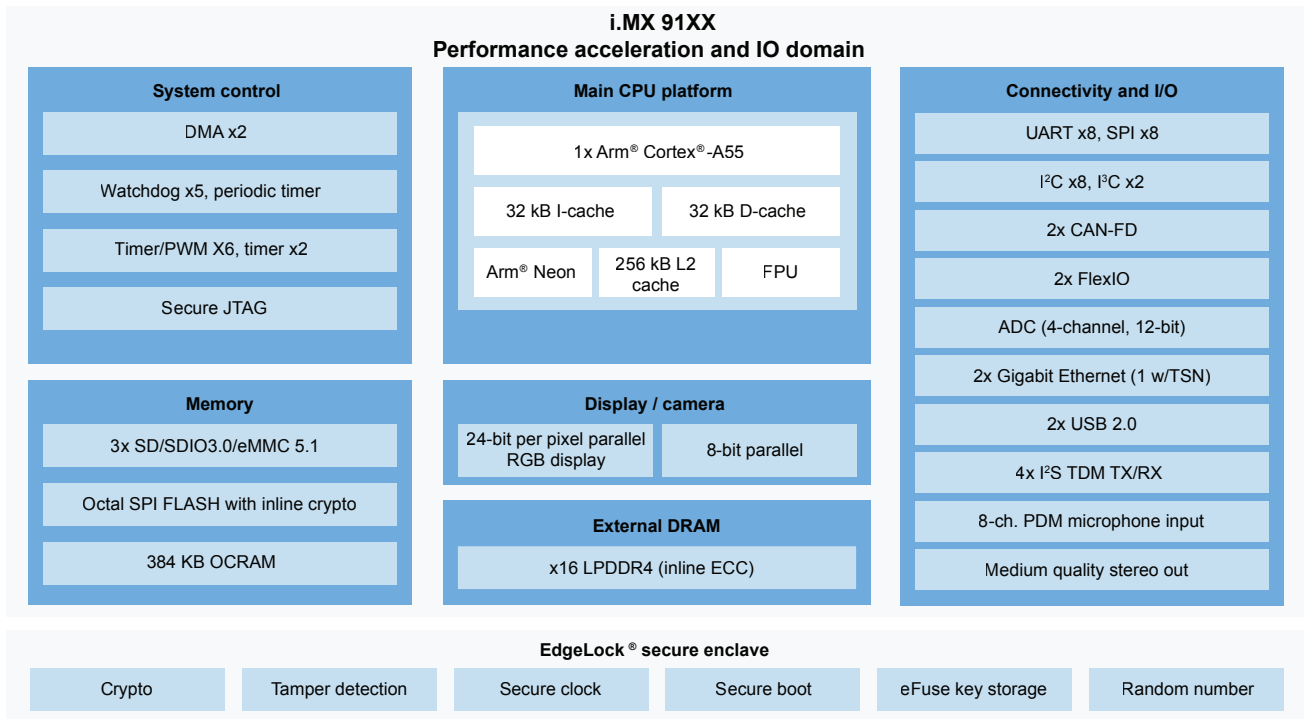 i.MX 91XX
Performance acceleration and IO domain
System control
DMA x2
Watchdog x5, periodic timer
Timer/PWM X6, timer x2
Secure JTAG
Memory
3x SD/SDIO3.0/eMMC 5.1
Octal SPI FLASH with inline crypto
384 KB OCRAM
Main CPU platform
1x Arm® Cortex®-A55
32 kB I-cache
32 kB D-cache
Arm® Neon
256 kB L2
cache
FPU
Display / camera
24-bit per pixel parallel
RGB display
8-bit parallel
External DRAM
x16 LPDDR4 (inline ECC)
Connectivity and I/O
UART x8, SPI x8
I²C x8, I³C x2
2x CAN-FD
2x FlexIO
ADC (4-channel, 12-bit)
2x Gigabit Ethernet (1 w/TSN)
2x USB 2.0
4x I²S TDM TX/RX
8-ch. PDM microphone input
Medium quality stereo out
EdgeLock ® secure enclave
Crypto
Tamper detection
Secure clock
Secure boot
eFuse key storage
Random number